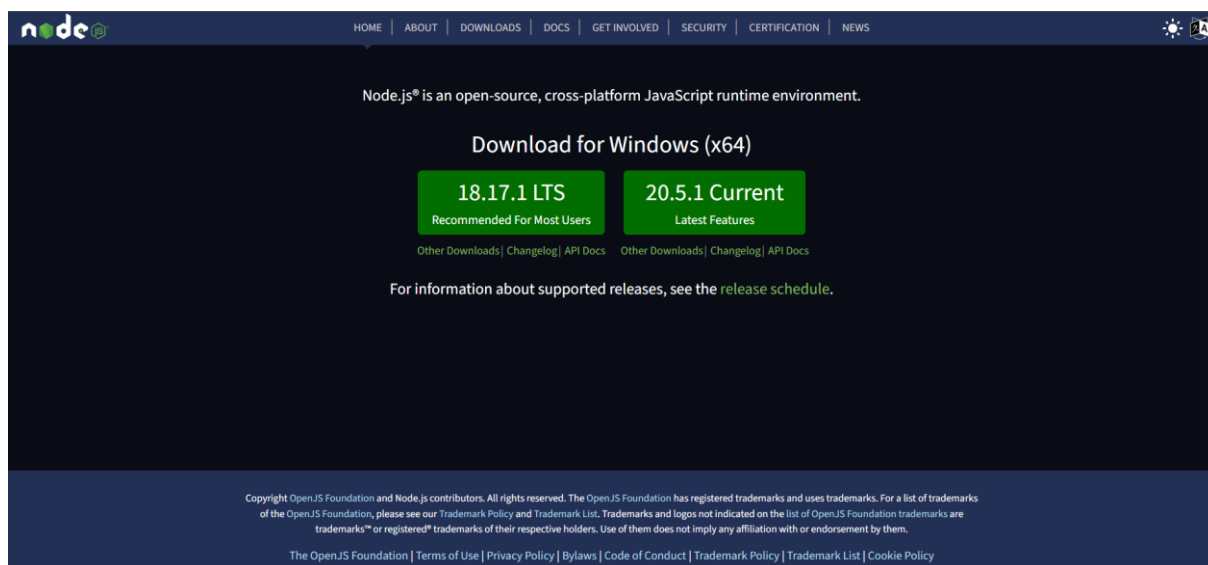 node JS
HOME | ABOUT | DOWNLOADS | DOCS | GET INVOLVED | SECURITY | CERTIFICATION | NEWS
Node.js® is an open-source, cross-platform JavaScript runtime environment.
Download for Windows (x64)
18.17.1 LTS
Recommended For Most Users
20.5.1 Current
Latest Features
Other Downloads| Changelog| API Docs
Other Downloads| Changelog| API Docs
For information about supported releases, see the release schedule.
Copyright OpenJS Foundation and Node.js contributors. All rights reserved. The OpenJS Foundation has registered trademarks and uses trademarks. For a list of trademarks
of the OpenJS Foundation, please see our Trademark Policy and Trademark List. Trademarks and logos not indicated on the list of OpenJS Foundation trademarks are
trademarks™ or registered® trademarks of their respective holders. Use of them does not imply any affiliation with or endorsement by them.
The OpenJS Foundation | Terms of Use | Privacy Policy | Bylaws | Code of Conduct | Trademark Policy | Trademark List | Cookie Policy